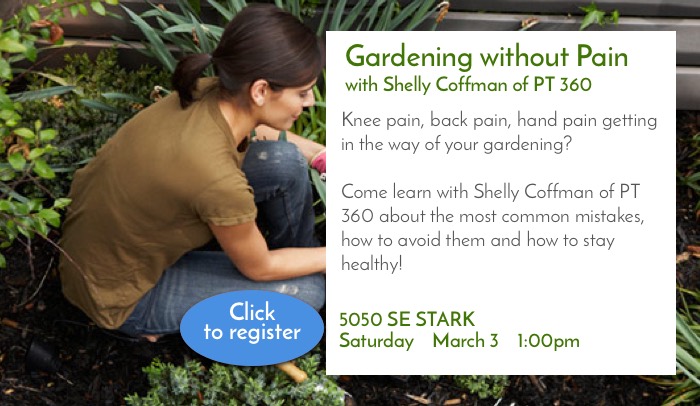 Gardening without Pain
with Shelly Coffman of PT 360
Knee pain, back pain, hand pain getting
in the way of your gardening?
Come learn with Shelly Coffman of PT
360 about the most common mistakes,
how to avoid them and how to stay
healthy!
Click
to register
5050 SE STARK
Saturday March 3 1:00pm